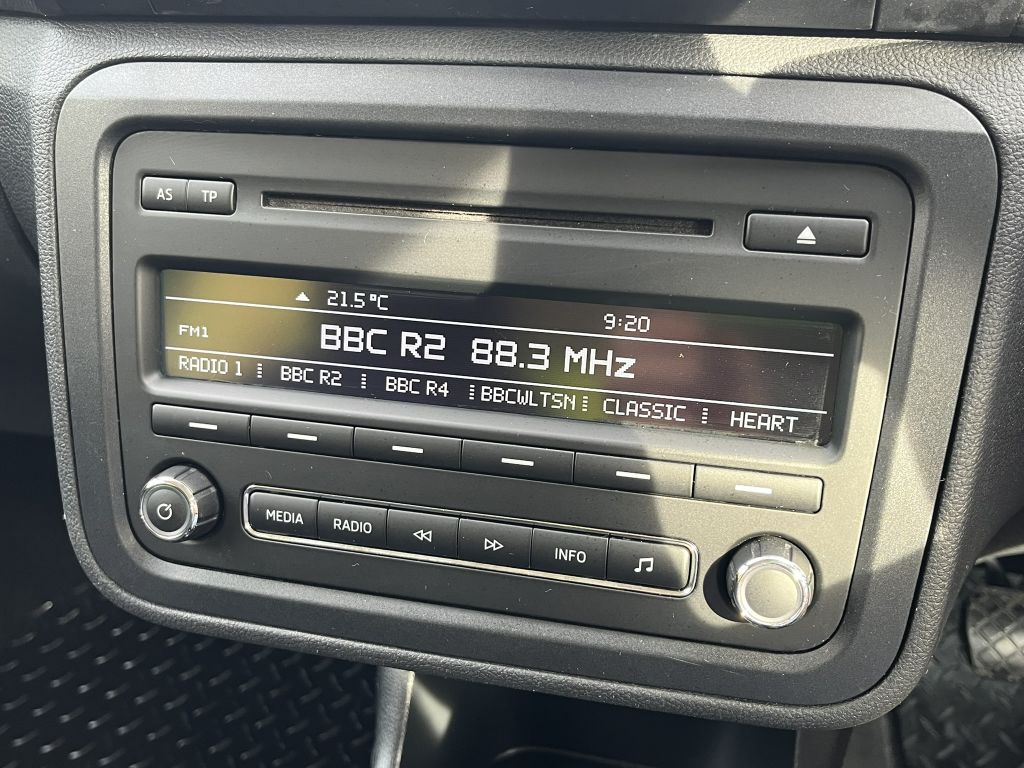 AS TP
21.5°C
9:20
FM1 BBC R2 88.3 MHz
RADIO 1 BBC R2 BBC R4 BBCWLTSN CLASSIC HEART
MEDIA RADIO INFO